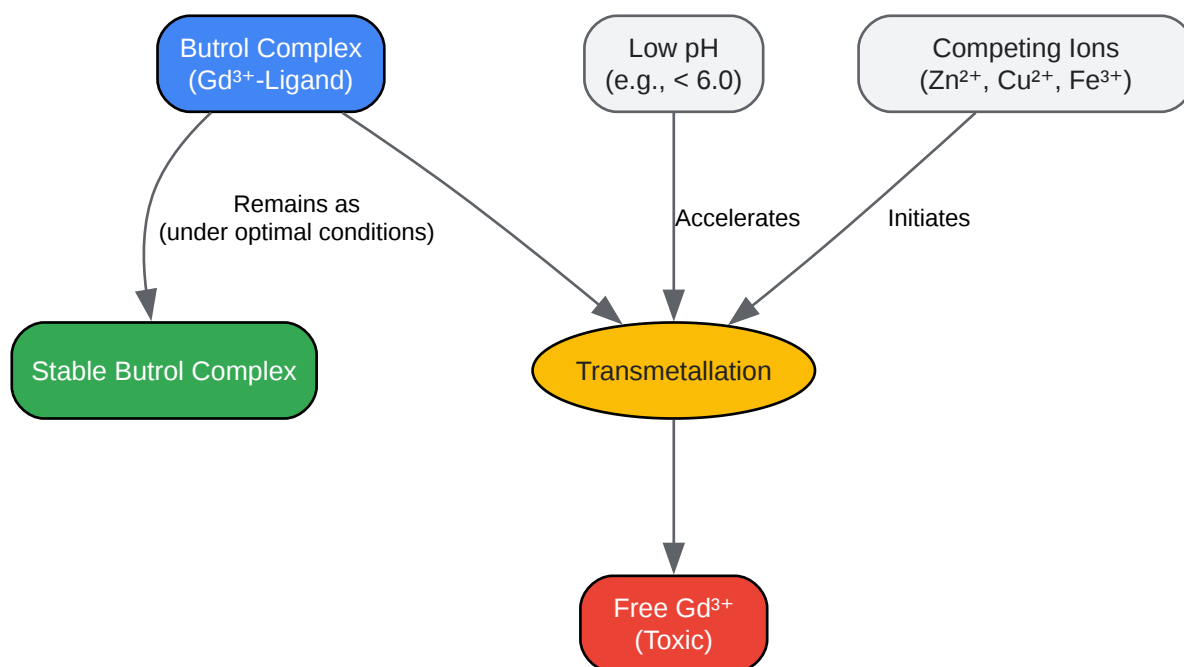 Butrol Complex
(Gd³⁺-Ligand)
Low pH
(e.g., < 6.0)
Competing Ions
(Zn²⁺, Cu²⁺, Fe³⁺)
Remains as
(under optimal conditions)
Accelerates
Initiates
Stable Butrol Complex
Transmetallation
Free Gd³⁺
(Toxic)